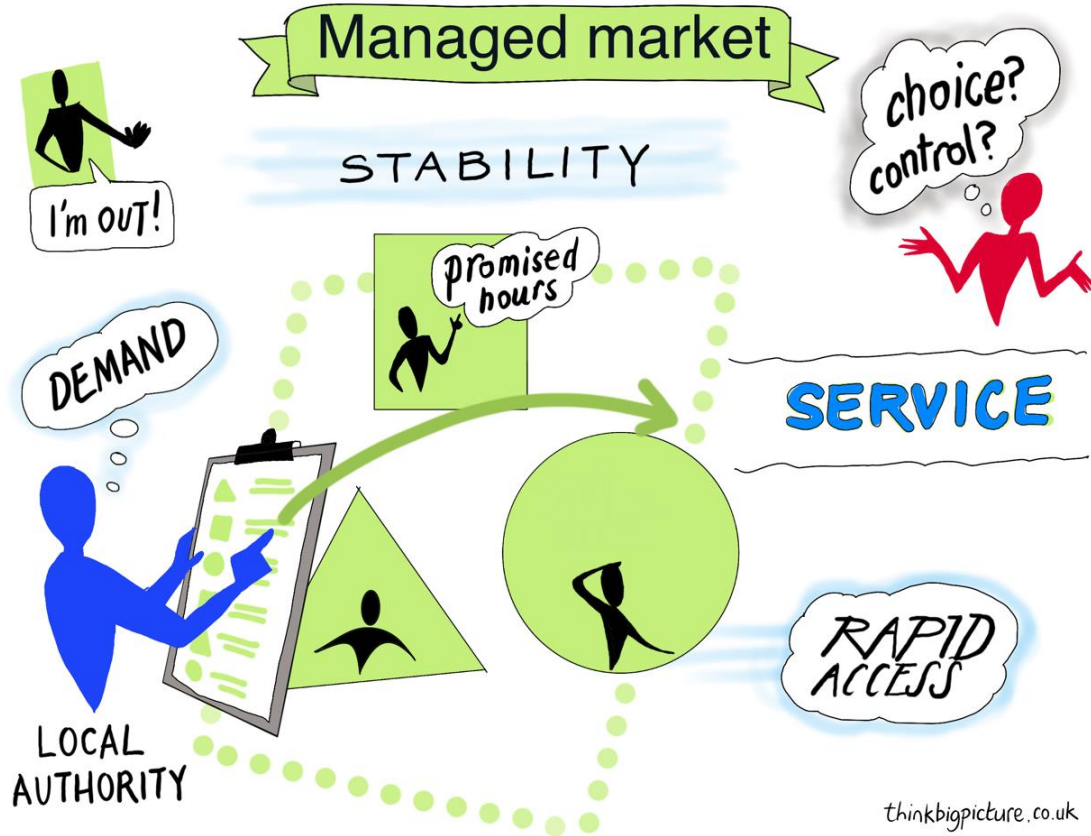 Managed market
STABILITY
I'm OUT!
choice?
control?
promised
hours
DEMAND
SERVICE
RAPID
ACCESS
LOCAL
AUTHORITY
thinkbigpicture.co.uk